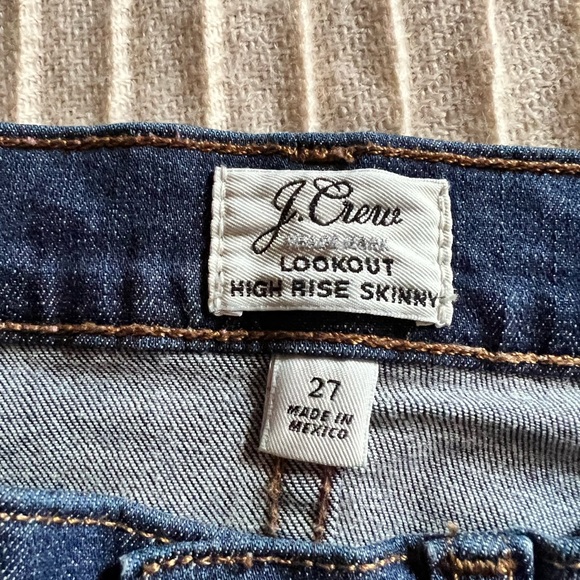 J.Crew
LOOKOUT
HIGH RISE SKINNY
27
MADE IN
MEXICO